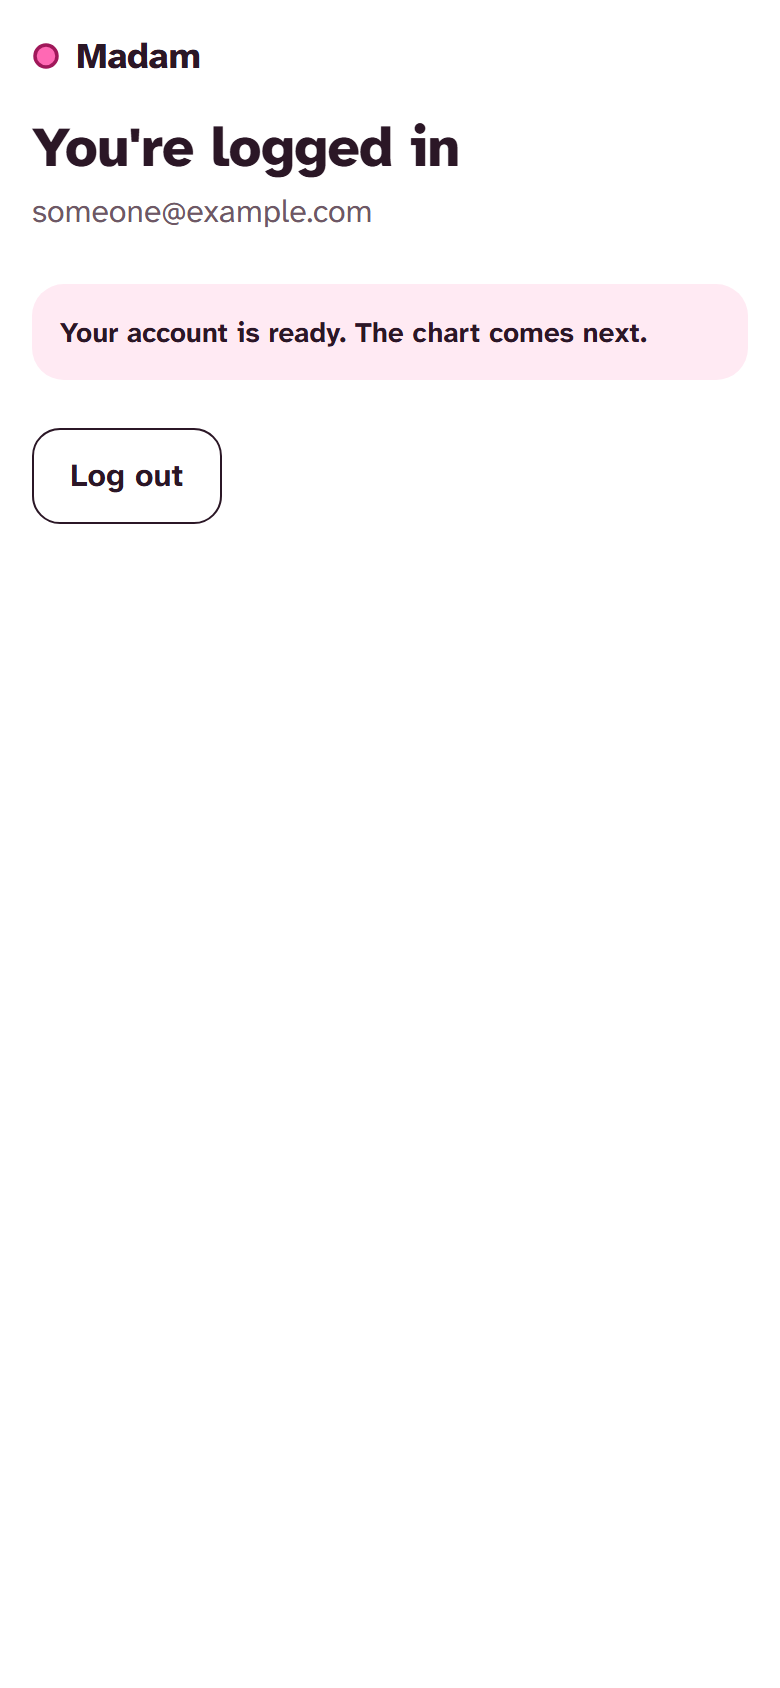 Madam
You're logged in
someone@example.com
Your account is ready. The chart comes next.
Log out